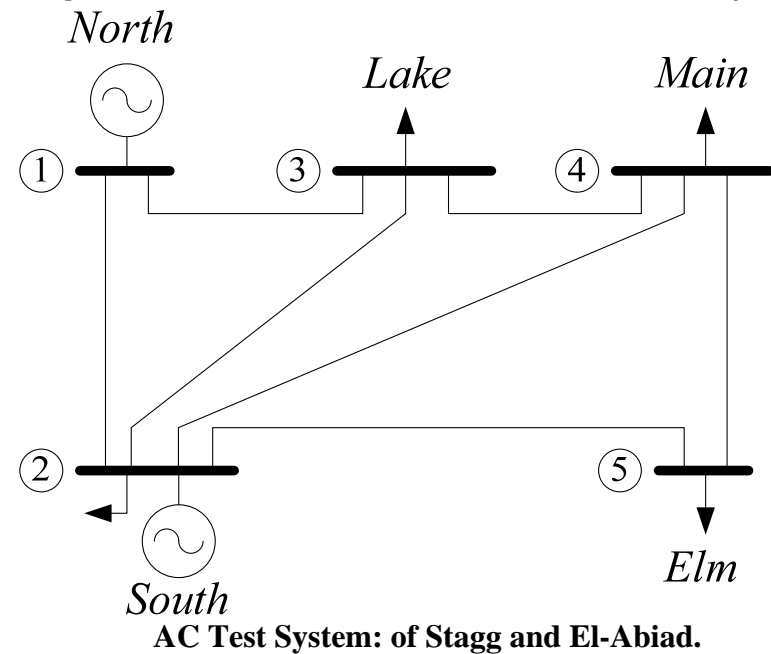 North
Lake
Main
1
3
4
2
5
South
Elm
AC Test System: of Stagg and El-Abiad.